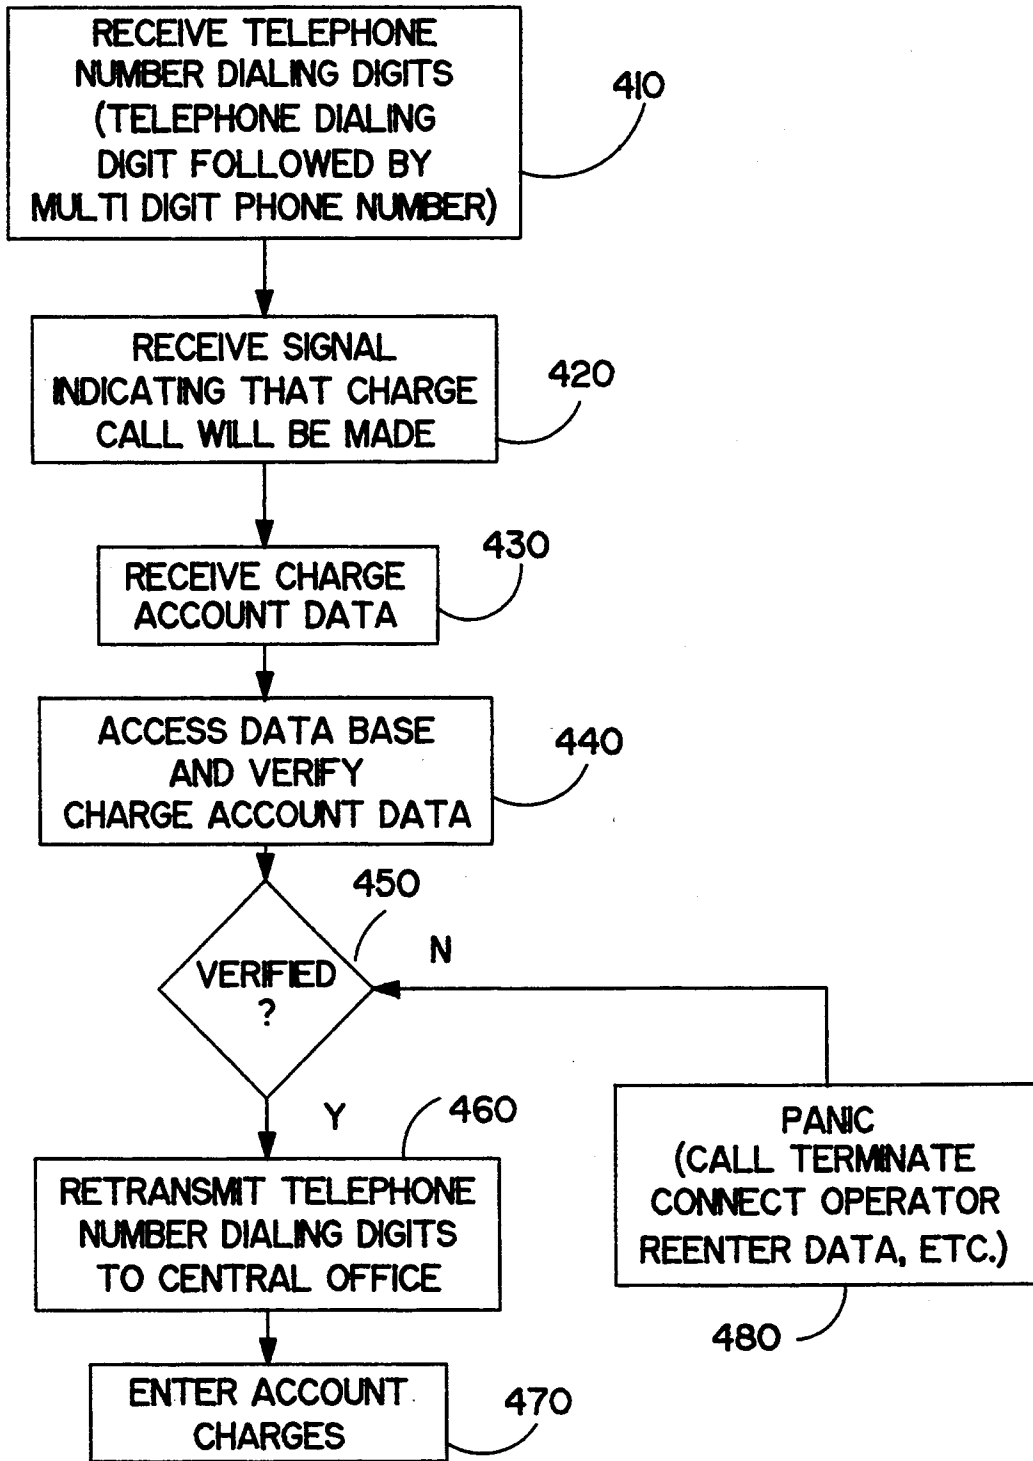 RECEIVE TELEPHONE
NUMBER DIALING DIGITS
(TELEPHONE DIALING
DIGIT FOLLOWED BY
MULTI DIGIT PHONE NUMBER)
410
RECEIVE SIGNAL
INDICATING THAT CHARGE
CALL WILL BE MADE
420
RECEIVE CHARGE
ACCOUNT DATA
430
ACCESS DATA BASE
AND VERIFY
CHARGE ACCOUNT DATA
440
450
VERIFIED
?
N
Y
460
RETRANSMIT TELEPHONE
NUMBER DIALING DIGITS
TO CENTRAL OFFICE
PANIC
(CALL TERMINATE
CONNECT OPERATOR
REENTER DATA, ETC.)
480
ENTER ACCOUNT
CHARGES
470